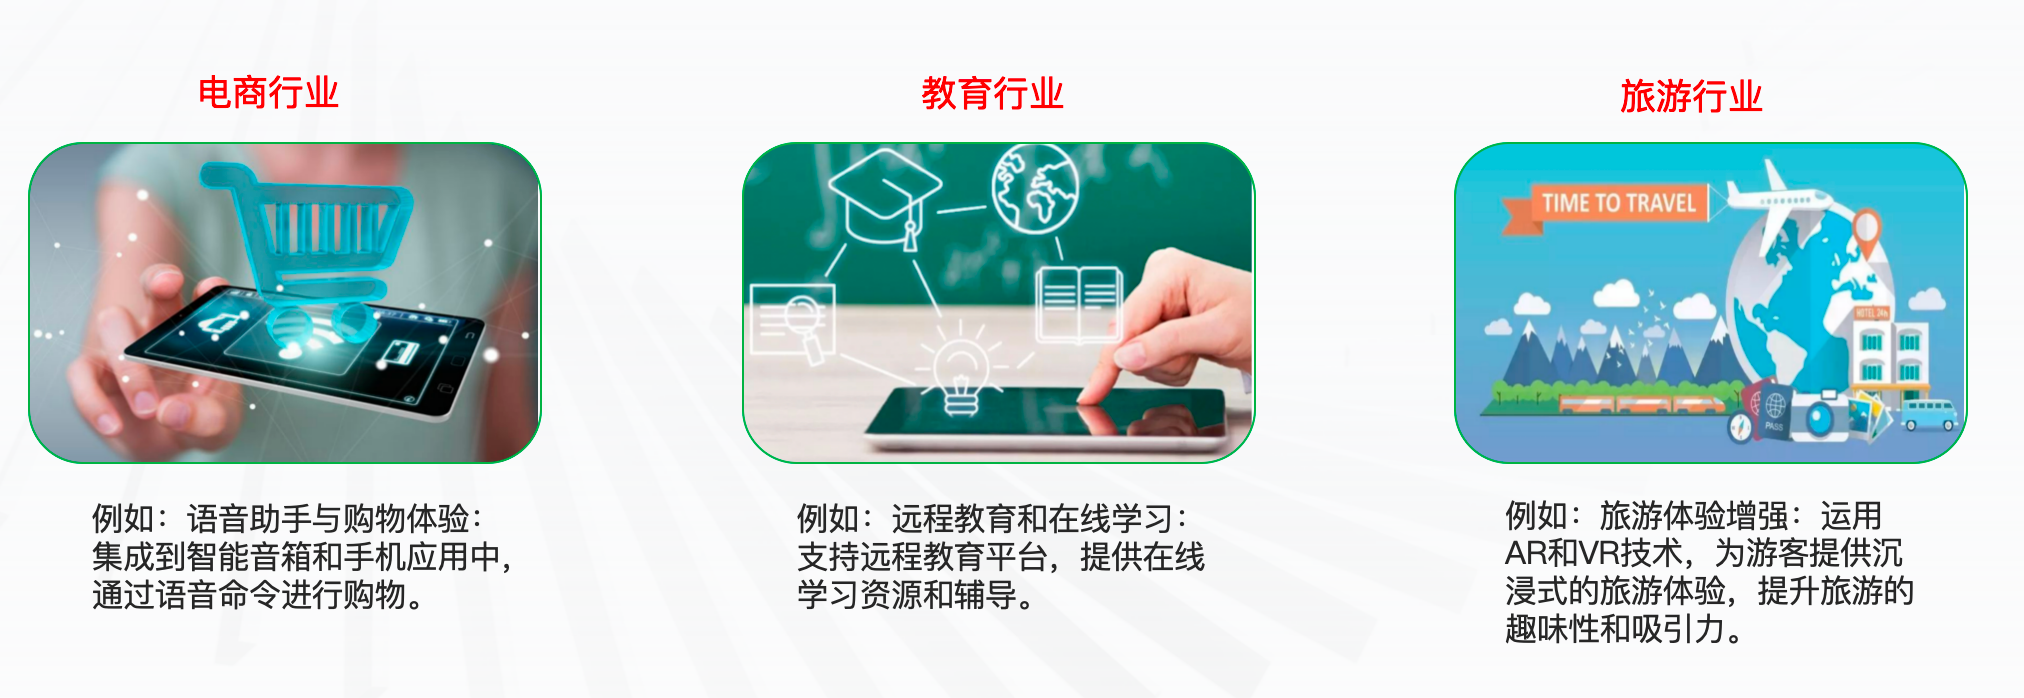 电商行业
教育行业
旅游行业
TIME TO TRAVEL
HOTEL 24h
PASS
例如：语音助手与购物体验：
集成到智能音箱和手机应用中，
通过语音命令进行购物。
例如：远程教育和在线学习：
支持远程教育平台，提供在线
学习资源和辅导。
例如：旅游体验增强：运用
AR和VR技术，为游客提供沉
浸式的旅游体验，提升旅游的
趣味性和吸引力。